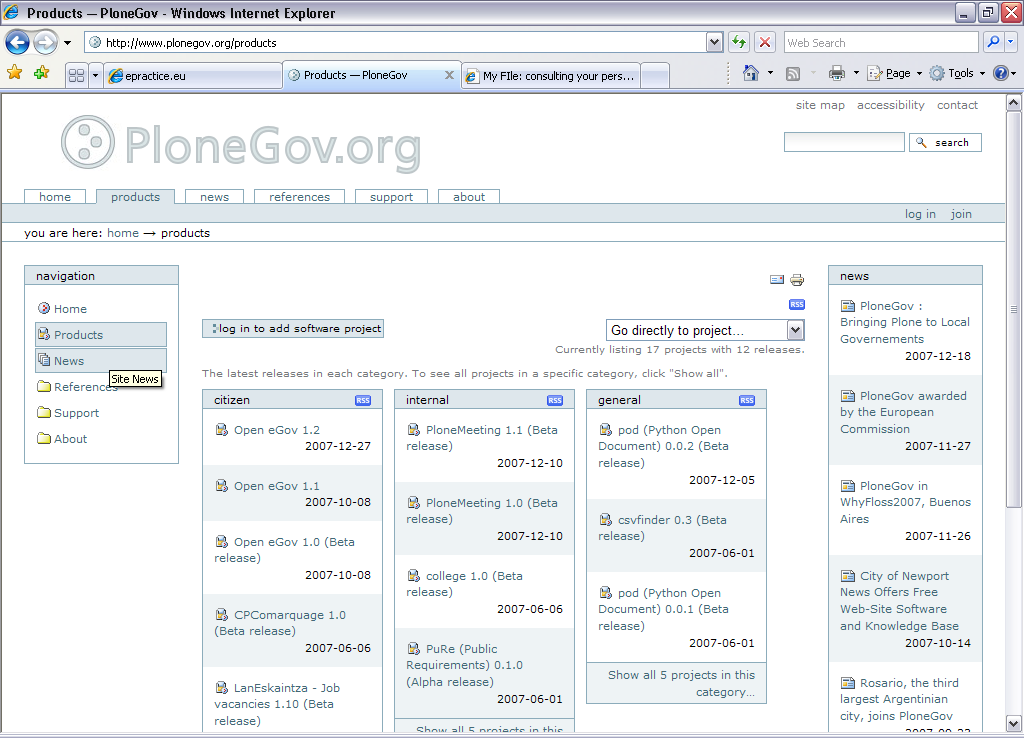 Products — PloneGov - Windows Internet Explorer
http://www.plonegov.org/products
Web Search
epractice.eu
Products — PloneGov
My FIle: consulting your pers...
Page
Tools
site map accessibility contact
PloneGov.org
search
home products news references support about
log in join
you are here: home → products
navigation
Home
Products
News
Site News
References
Support
About
RSS
log in to add software project
Go directly to project...
Currently listing 17 projects with 12 releases.
The latest releases in each category. To see all projects in a specific category, click "Show all".
citizen RSS
Open eGov 1.2
2007-12-27
Open eGov 1.1
2007-10-08
Open eGov 1.0 (Beta
release)
2007-10-08
CPComarquage 1.0
(Beta release)
2007-06-06
LanEskaintza - Job
vacancies 1.10 (Beta
release)
internal RSS
PloneMeeting 1.1 (Beta
release)
2007-12-10
PloneMeeting 1.0 (Beta
release)
2007-12-10
college 1.0 (Beta
release)
2007-06-06
PuRe (Public
Requirements) 0.1.0
(Alpha release)
2007-06-01
Show all 5 projects in this
general RSS
pod (Python Open
Document) 0.0.2 (Beta
release)
2007-12-05
csvfinder 0.3 (Beta
release)
2007-06-01
pod (Python Open
Document) 0.0.1 (Beta
release)
2007-06-01
Show all 5 projects in this
category...
news
PloneGov :
Bringing Plone to Local
Governements
2007-12-18
PloneGov awarded
by the European
Commission
2007-11-27
PloneGov in
WhyFloss2007, Buenos
Aires
2007-11-26
City of Newport
News Offers Free
Web-Site Software
and Knowledge Base
2007-10-14
Rosario, the third
largest Argentinian
city, joins PloneGov